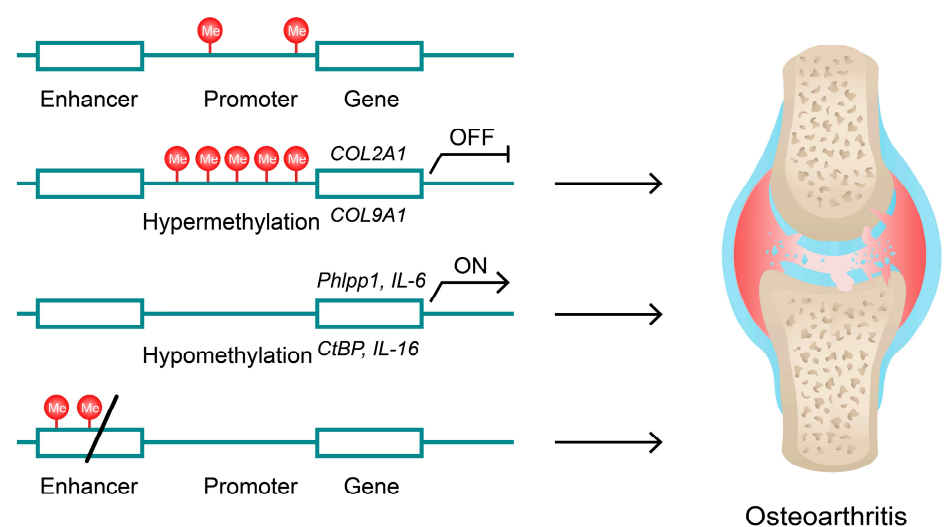 Me Me
Enhancer Promoter Gene
OFF
Me Me Me Me Me COL2A1
Hypermethylation COL9A1
ON
Phlpp1, IL-6
Hypomethylation CtBP, IL-16
Me Me
Enhancer Promoter Gene
Osteoarthritis